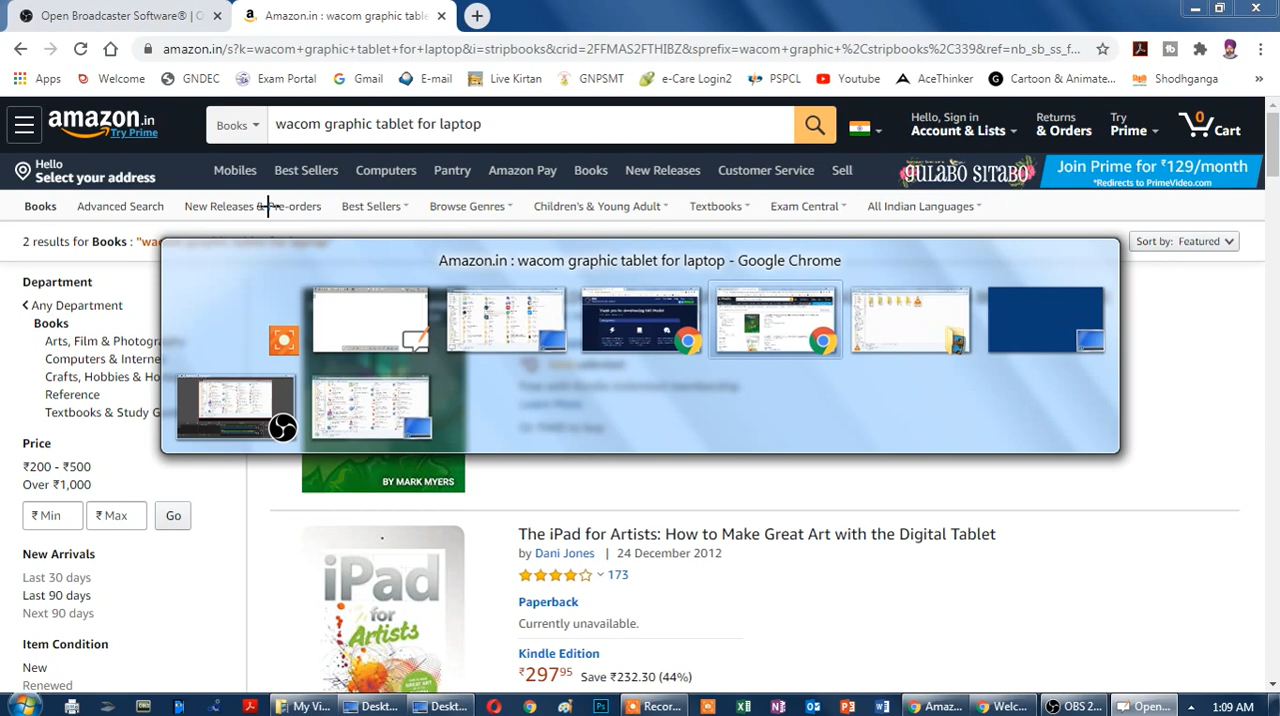 Open Broadcaster Software® | O
Amazon.in : wacom graphic table
amazon.in/s?k=wacom+graphic+tablet+for+laptop&i=stripbooks&crid=2FFMAS2FTHIBZ&sprefix=wacom+graphic+%2Cstripbooks%2C339&ref=nb_sb_ss_f...
Apps Welcome GNDEC Exam Portal Gmail E-mail Live Kirtan GNPSMT e-Care Login2 PSPCL Youtube AceThinker Cartoon & Animate... Shodhganga »
amazon.in
Try Prime
Books
wacom graphic tablet for laptop
Hello, Sign in
Account & Lists
Returns
& Orders
Try
Prime
0
Cart
Hello
Select your address
Mobiles Best Sellers Computers Pantry Amazon Pay Books New Releases Customer Service Sell
GULABO SITABO
Join Prime for ₹129/month
*Redirects to PrimeVideo.com
Books Advanced Search New Releases & Pre-orders Best Sellers Browse Genres Children's & Young Adult Textbooks Exam Central All Indian Languages
2 results for Books : "wacom graphic tablet for laptop"
Sort by: Featured
Amazon.in : wacom graphic tablet for laptop - Google Chrome
Department
Any Department
Books
Arts, Film & Photogra
Computers & Interne
Crafts, Hobbies & Ho
Reference
Textbooks & Study G
Price
₹200 - ₹500
Over ₹1,000
₹ Min
₹ Max
Go
BY MARK MYERS
New Arrivals
Last 30 days
Last 90 days
Next 90 days
Item Condition
New
Renewed
iPad
for
Artists
The iPad for Artists: How to Make Great Art with the Digital Tablet
by Dani Jones | 24 December 2012
173
Paperback
Currently unavailable.
Kindle Edition
₹297.95 Save ₹232.30 (44%)
My Vi... Deskt... Deskt... Recor... Amaz... Welc... OBS 2... Open... 1:09 AM